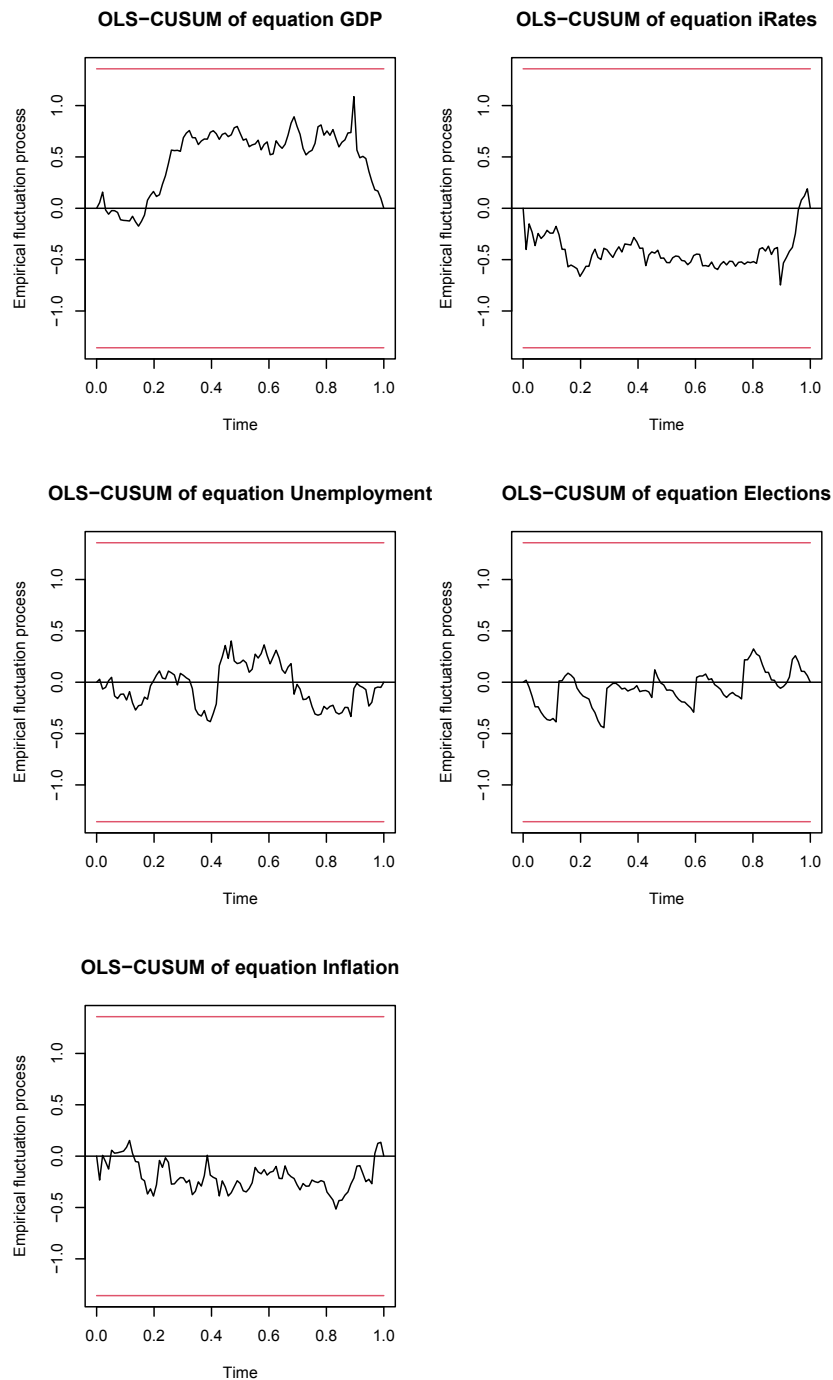 OLS−CUSUM of equation GDP
Empirical fluctuation process
1.0
0.5
0.0
−0.5
−1.0
0.0 0.2 0.4 0.6 0.8 1.0
Time
OLS−CUSUM of equation iRates
Empirical fluctuation process
1.0
0.5
0.0
−0.5
−1.0
0.0 0.2 0.4 0.6 0.8 1.0
Time
OLS−CUSUM of equation Unemployment
Empirical fluctuation process
1.0
0.5
0.0
−0.5
−1.0
0.0 0.2 0.4 0.6 0.8 1.0
Time
OLS−CUSUM of equation Elections
Empirical fluctuation process
1.0
0.5
0.0
−0.5
−1.0
0.0 0.2 0.4 0.6 0.8 1.0
Time
OLS−CUSUM of equation Inflation
Empirical fluctuation process
1.0
0.5
0.0
−0.5
−1.0
0.0 0.2 0.4 0.6 0.8 1.0
Time